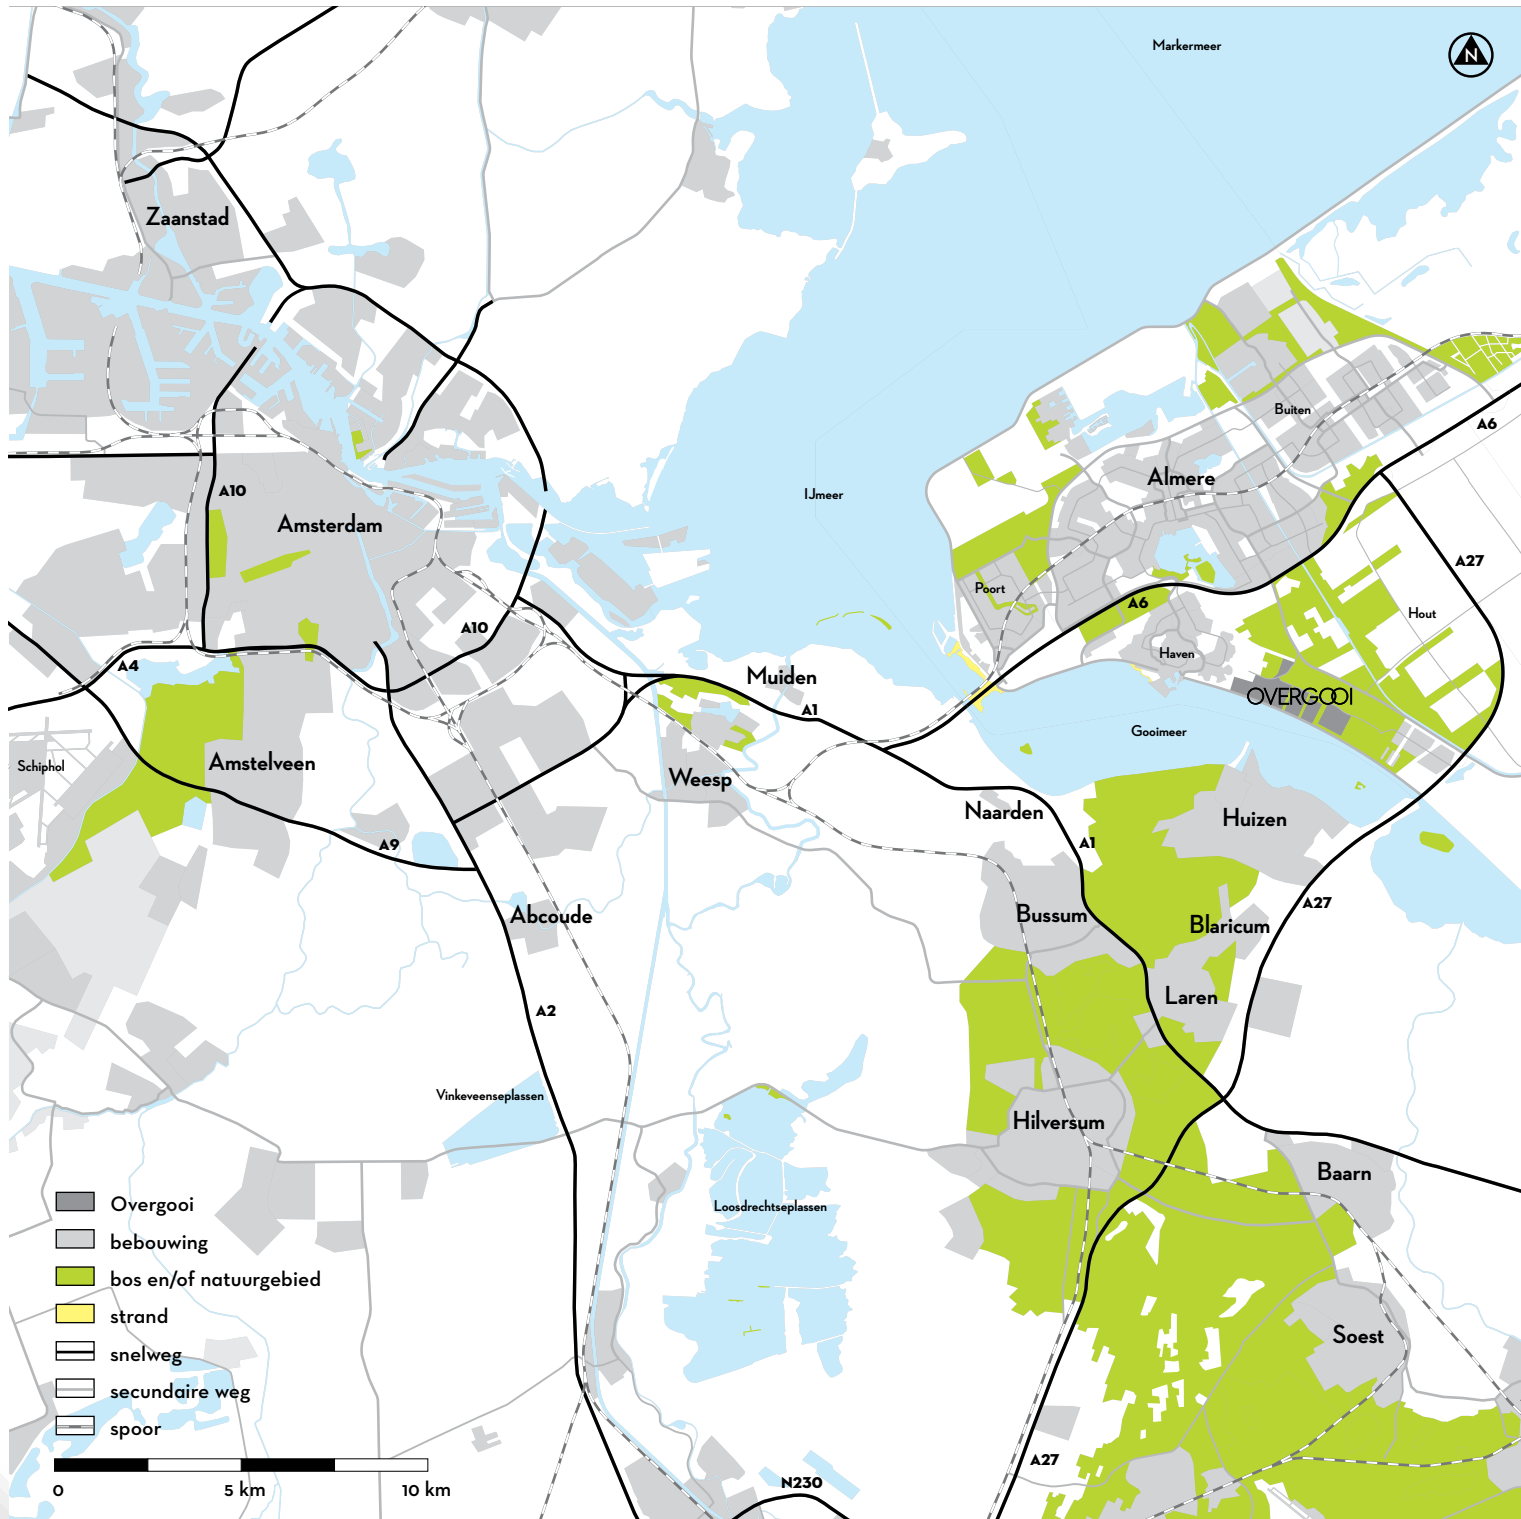 Markermeer
N
Zaanstad
Buiten
A6
Almere
A10
IJmeer
Amsterdam
A27
Poort
A6
Hout
A10
Haven
A4
Muiden
OVERGOOI
A1
Gooimeer
Schiphol
Amstelveen
Weesp
Naarden
Huizen
A9
A1
A27
Abcoude
Bussum
Blaricum
Laren
A2
Vinkeveenseplassen
Hilversum
Baarn
Loosdrechtseplassen
Overgooi
bebouwing
bos en/of natuurgebied
strand
snelweg
secundaire weg
spoor
Soest
A27
N230
0 5 km 10 km